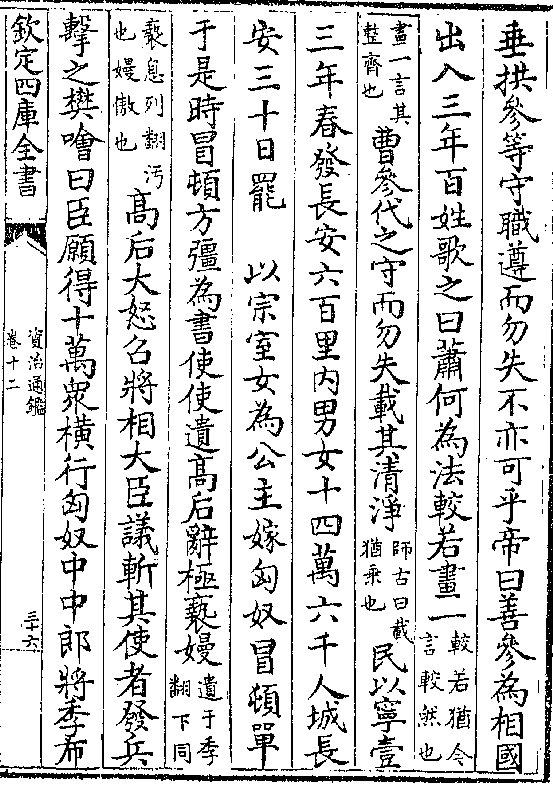 垂拱參等守職遵而勿失不亦可乎帝曰善參為相國
出入三年百姓歌之曰蕭何為法較若畫一較若猶今言較然也
畫一言其整齊也曹參代之守而勿失載其清淨師古曰載猶乘也民以寧壹
三年春發長安六百里内男女十四萬六千人城長
安三十日罷　以宗室女為公主嫁匈奴冒頓單
于是時冒頓方彊為書使使遺高后辭極褻嫚遺于季翻下同
褻息列翻汚也嫚傲也高后大怒召將相大臣議斬其使者發兵
擊之樊噲曰臣願得十萬衆橫行匈奴中中郎將季布
欽定四庫全書
資治通鑑
卷十二
三六